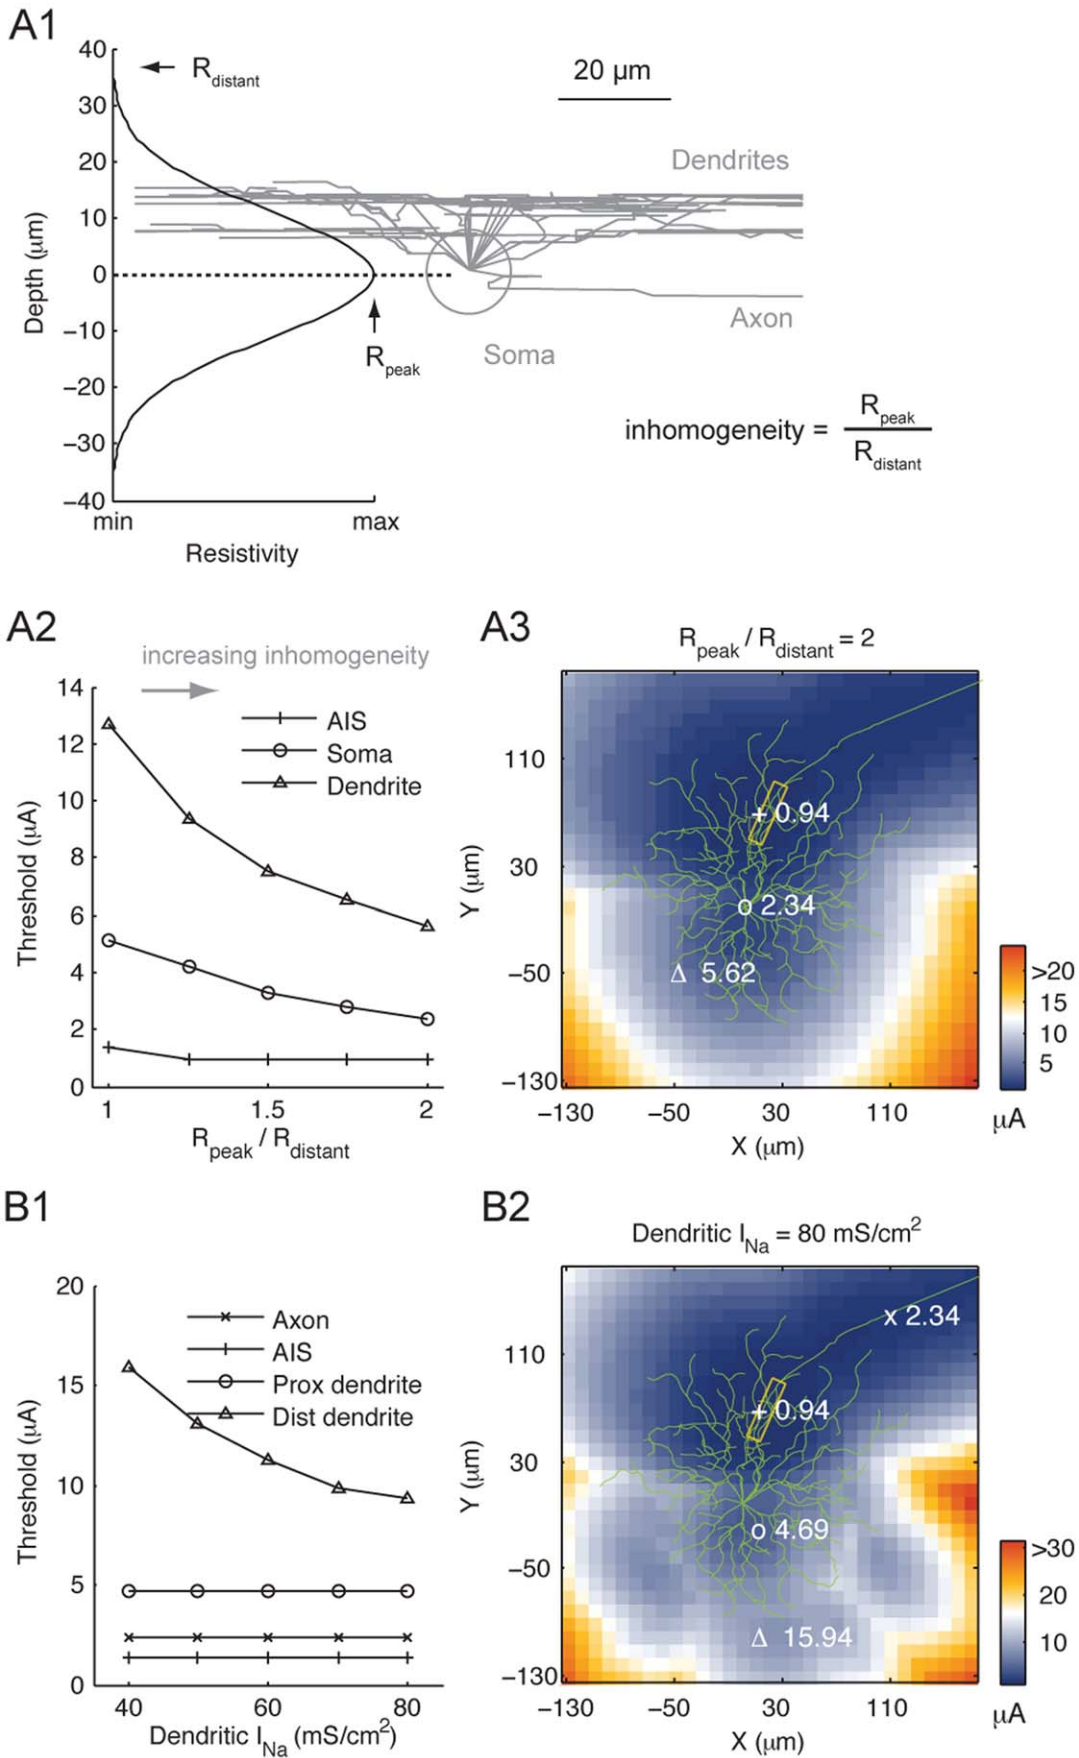 A1
40
30
20
10
0
−10
−20
−30
−40
Depth (μm)
min
max
Resistivity
R distant
R peak
20 μm
Dendrites
Axon
Soma
inhomogeneity = R peak / R distant
A2
increasing inhomogeneity
14
12
10
8
6
4
2
0
Threshold (μA)
AIS
Soma
Dendrite
1
1.5
2
R peak / R distant
A3
R peak / R distant = 2
110
30
−50
−130
Y (μm)
+ 0.94
o 2.34
Δ 5.62
−130
−50
30
110
X (μm)
>20
15
10
5
μA
B1
20
15
10
5
0
Threshold (μA)
Axon
AIS
Prox dendrite
Dist dendrite
40
60
80
Dendritic I Na (mS/cm²)
B2
Dendritic I Na = 80 mS/cm²
110
30
−50
−130
Y (μm)
x 2.34
+ 0.94
o 4.69
Δ 15.94
−130
−50
30
110
X (μm)
>30
20
10
μA